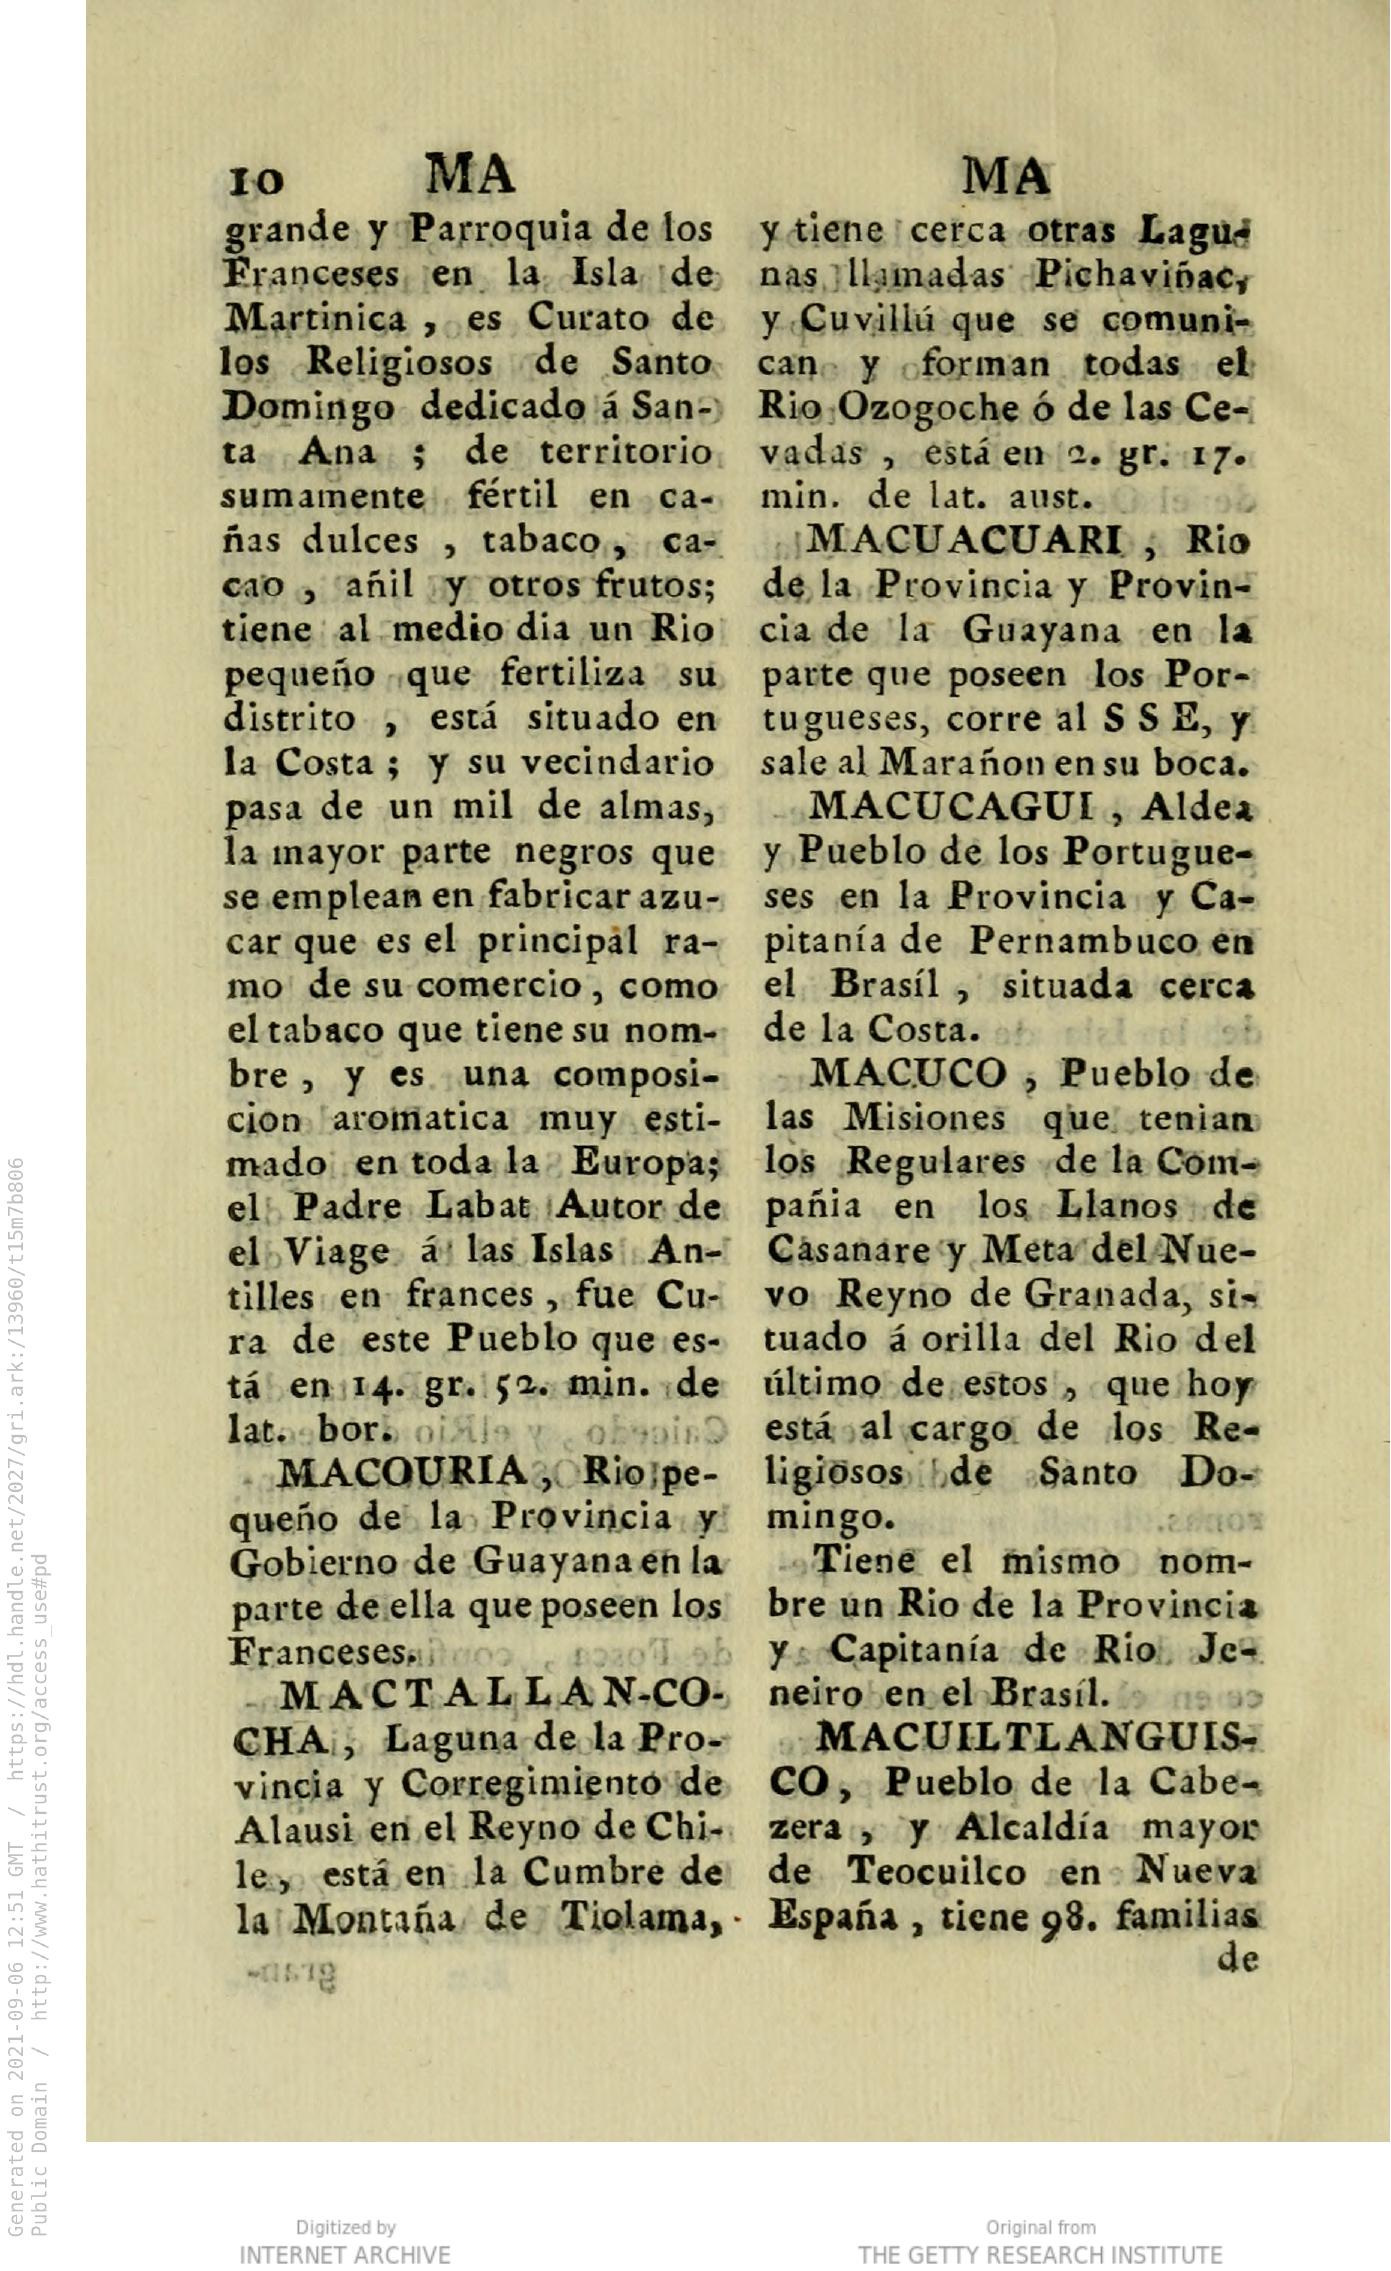 10 MA
grande y Parroquia de los
Franceses en la Isla de
Martinica , es Curato de
los Religiosos de Santo
Domingo dedicado á San-
ta Ana ; de territorio
sumamente fértil en ca-
ñas dulces , tabaco , ca-
cao , añil y otros frutos;
tiene al medio dia un Rio
pequeño que fertiliza su
distrito , está situado en
la Costa ; y su vecindario
pasa de un mil de almas,
la mayor parte negros que
se emplean en fabricar azu-
car que es el principal ra-
mo de su comercio , como
el tabaco que tiene su nom-
bre , y es una composi-
cion aromatica muy esti-
mado en toda la Europa;
el Padre Labat Autor de
el Viage á las Islas An-
tilles en frances , fue Cu-
ra de este Pueblo que es-
tá en 14. gr. 52. min. de
lat. bor.
MACOURIA , Rio pe-
queño de la Provincia y
Gobierno de Guayana en la
parte de ella que poseen los
Franceses.
MACTALLAN-CO-
CHA , Laguna de la Pro-
vincia y Corregimiento de
Alausi en el Reyno de Chi-
le , está en la Cumbre de
la Montaña de Tiolama,
MA
y tiene cerca otras Lagu-
nas llamadas Pichaviñac,
y Cuvillú que se comuni-
can y forman todas el
Rio Ozogoche ó de las Ce-
vadas , está en 2. gr. 17.
min. de lat. aust.
MACUACUARI , Rio
de la Provincia y Provin-
cia de la Guayana en la
parte que poseen los Por-
tugueses, corre al S S E, y
sale al Marañon en su boca.
MACUCAGUI , Aldea
y Pueblo de los Portugue-
ses en la Provincia y Ca-
pitanía de Pernambuco en
el Brasíl , situada cerca
de la Costa.
MACUCO , Pueblo de
las Misiones que tenian
los Regulares de la Com-
pañia en los Llanos de
Casanare y Meta del Nue-
vo Reyno de Granada, si-
tuado á orilla del Rio del
último de estos , que hoy
está al cargo de los Re-
ligiosos de Santo Do-
mingo.
Tiene el mismo nom-
bre un Rio de la Provincia
y Capitanía de Rio Je-
neiro en el Brasíl.
MACUILTLANGUIS-
CO , Pueblo de la Cabe-
zera , y Alcaldía mayor
de Teocuilco en Nueva
España , tiene 98. familias
de
Generated on 2021-09-06 12:51 GMT / https://hdl.handle.net/2027/gri.ark:/13960/t15m7b806
Public Domain / http://www.hathitrust.org/access_use#pd
Digitized by
INTERNET ARCHIVE
Original from
THE GETTY RESEARCH INSTITUTE